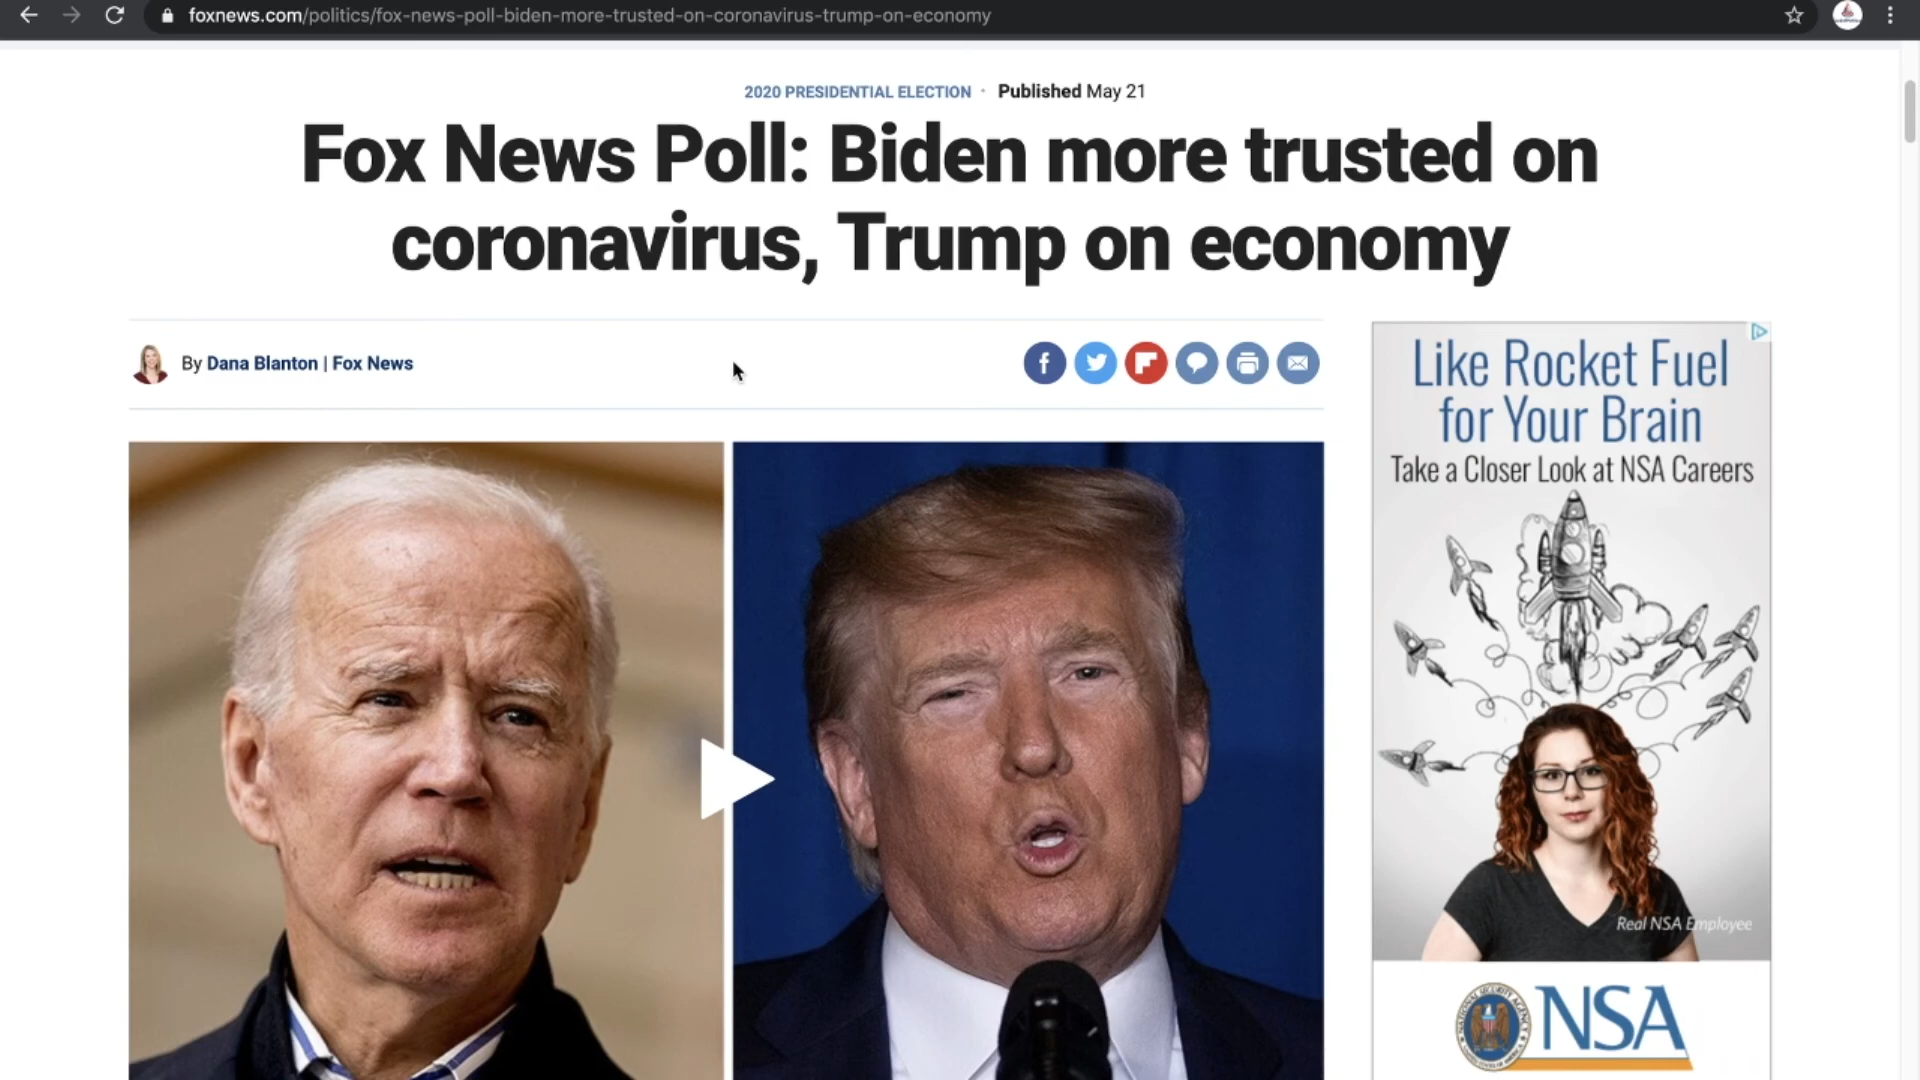 foxnews.com/politics/fox-news-poll-biden-more-trusted-on-coronavirus-trump-on-economy
2020 PRESIDENTIAL ELECTION · Published May 21
Fox News Poll: Biden more trusted on
coronavirus, Trump on economy
By Dana Blanton | Fox News
Like Rocket Fuel
for Your Brain
Take a Closer Look at NSA Careers
Real NSA Employee
NSA